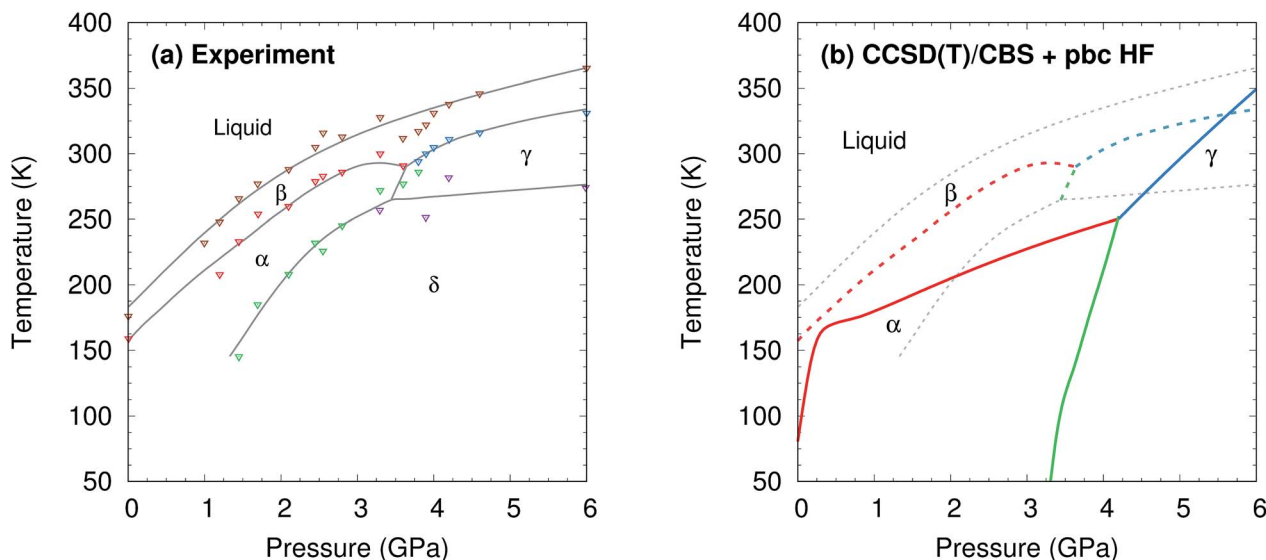 (a) Experiment
Temperature (K)
400
350
300
250
200
150
100
50
Liquid
β
α
γ
δ
0 1 2 3 4 5 6
Pressure (GPa)
(b) CCSD(T)/CBS + pbc HF
Temperature (K)
400
350
300
250
200
150
100
50
Liquid
β
α
γ
0 1 2 3 4 5 6
Pressure (GPa)